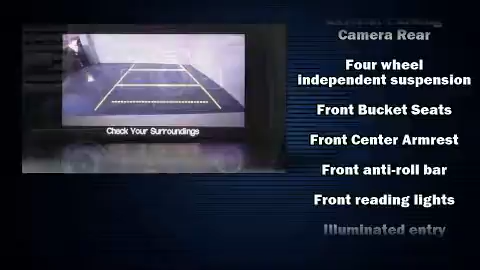 Camera Rear
Four wheel
independent suspension
Front Bucket Seats
Front Center Armrest
Front anti-roll bar
Front reading lights
Illuminated entry
Check Your Surroundings